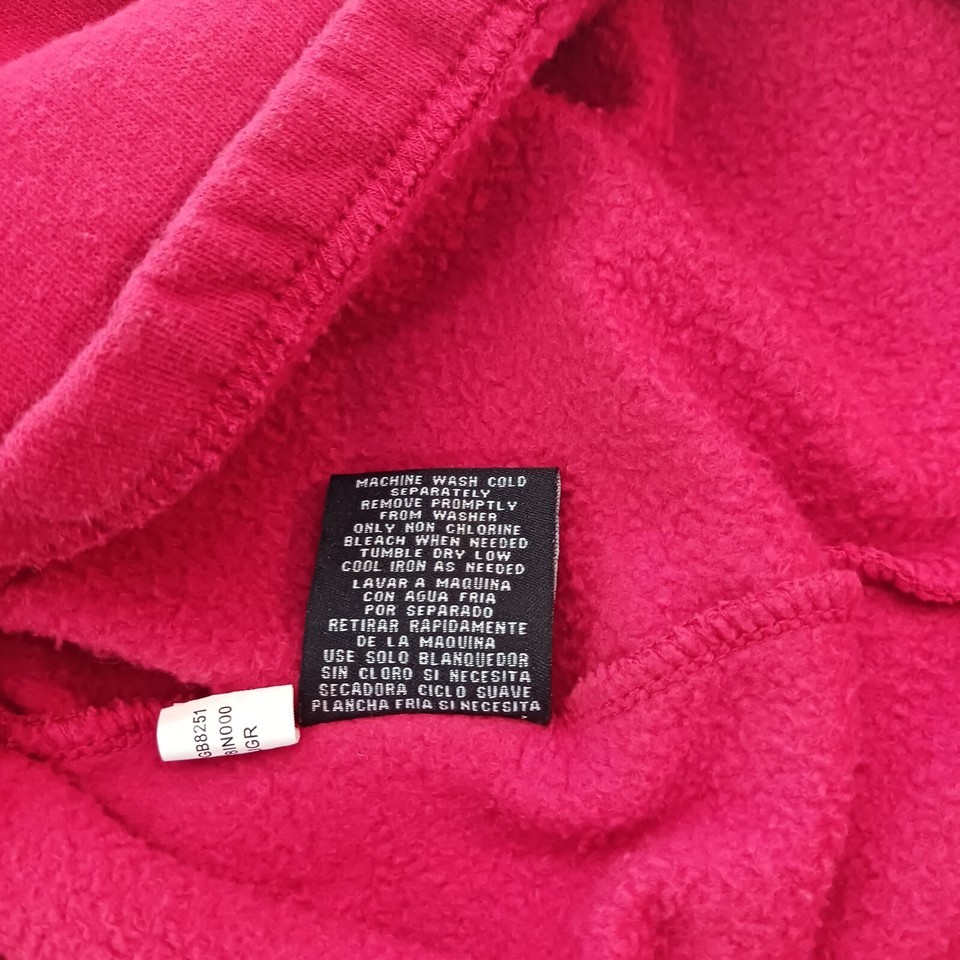 MACHINE WASH COLD
SEPARATELY
REMOVE PROMPTLY
FROM WASHER
ONLY NON CHLORINE
BLEACH WHEN NEEDED
TUMBLE DRY LOW
COOL IRON AS NEEDED
LAVAR A MAQUINA
CON AGUA FRIA
POR SEPARADO
RETIRAR RAPIDAMENTE
DE LA MAQUINA
USE SOLO BLANQUEDOR
SIN CLORO SI NECESITA
SECADORA CICLO SUAVE
PLANCHA FRIA SI NECESITA
GB8251